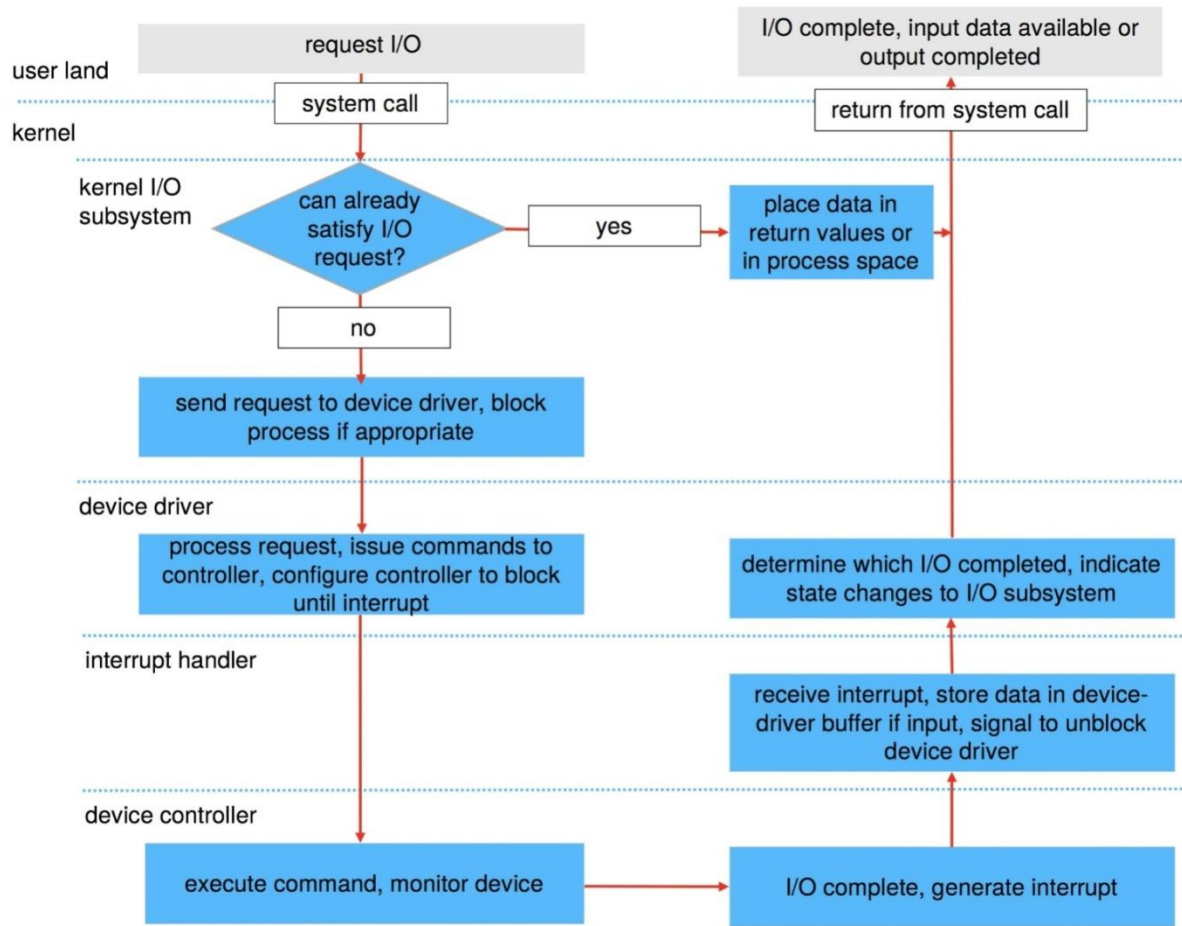 request I/O
I/O complete, input data available or
output completed
user land
system call
return from system call
kernel
kernel I/O
subsystem
can already
satisfy I/O
request?
yes
place data in
return values or
in process space
no
send request to device driver, block
process if appropriate
device driver
process request, issue commands to
controller, configure controller to block
until interrupt
determine which I/O completed, indicate
state changes to I/O subsystem
interrupt handler
receive interrupt, store data in device-
driver buffer if input, signal to unblock
device driver
device controller
execute command, monitor device
I/O complete, generate interrupt